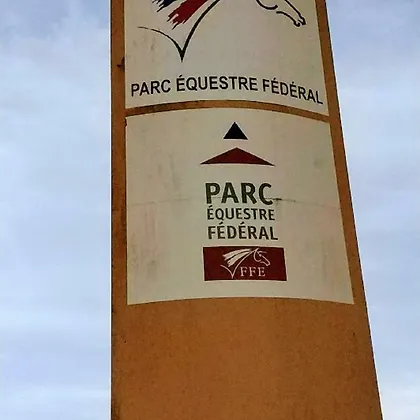 PARC ÉQUESTRE FÉDÉRAL
PARC
ÉQUESTRE
FÉDÉRAL
FFE